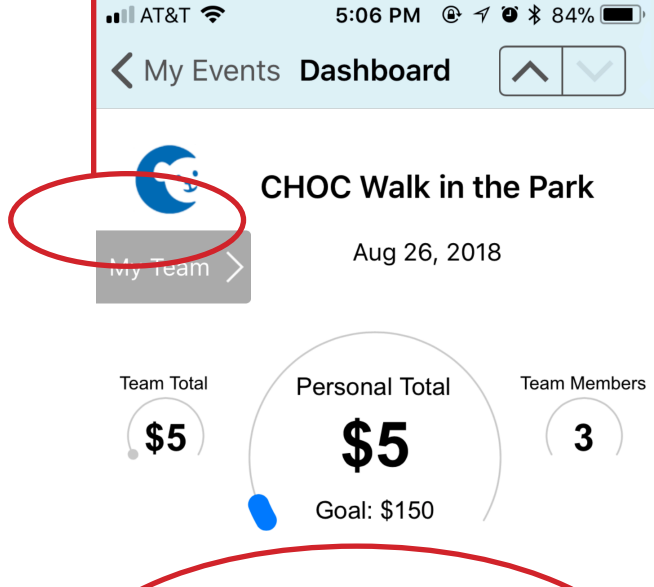 AT&T 5:06 PM 84%
My Events Dashboard
CHOC Walk in the Park
Aug 26, 2018
My Team
Team Total
$5
Personal Total
$5
Goal: $150
Team Members
3